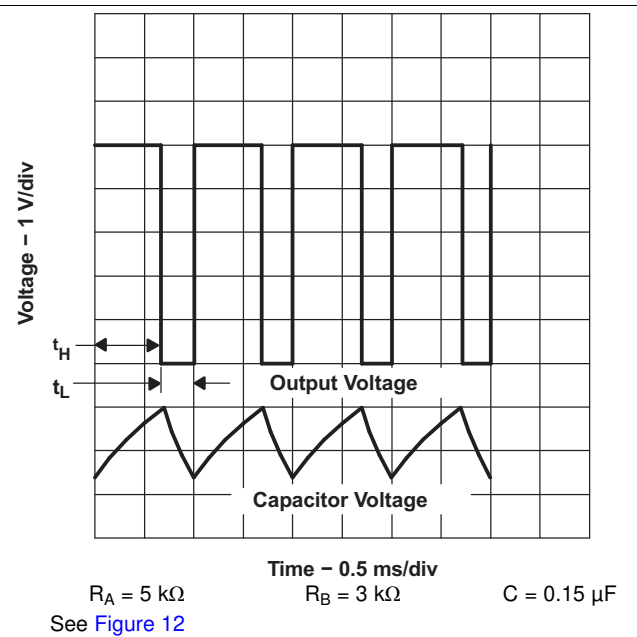 Voltage − 1 V/div
tH
tL
Output Voltage
Capacitor Voltage
Time − 0.5 ms/div
RA = 5 kΩ RB = 3 kΩ C = 0.15 µF
See Figure 12